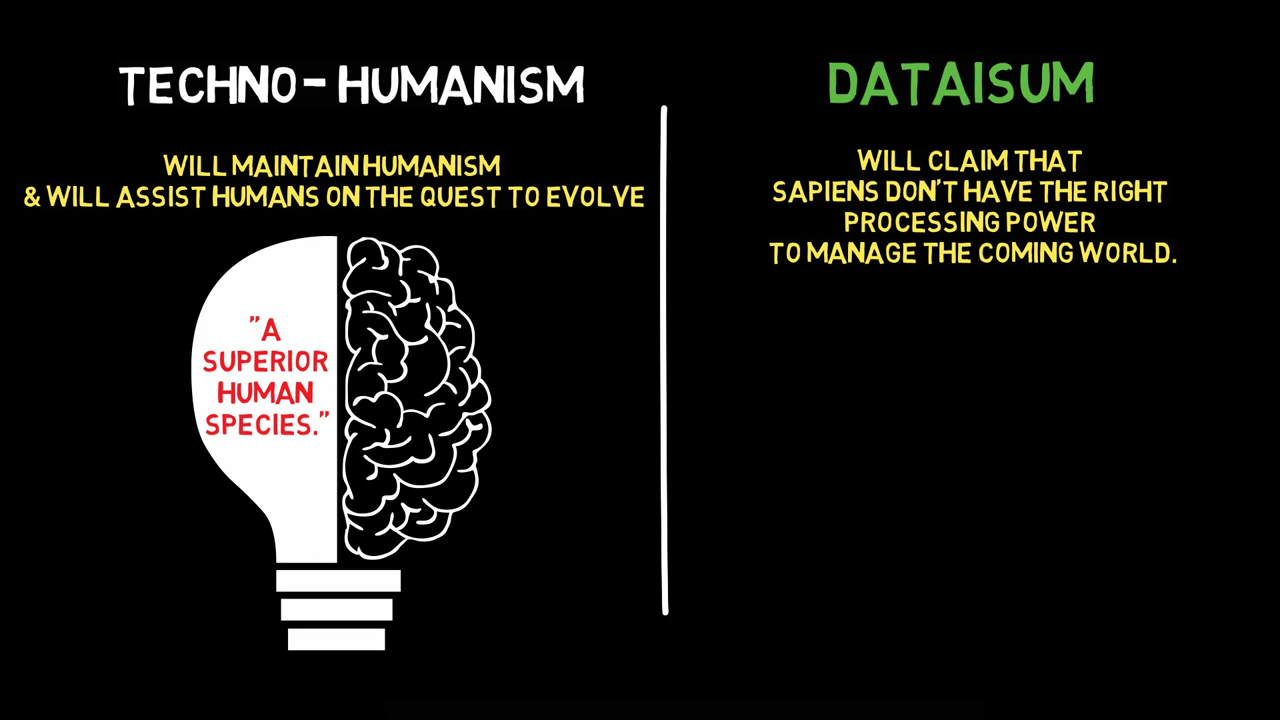 TECHNO-HUMANISM
WILL MAINTAIN HUMANISM
& WILL ASSIST HUMANS ON THE QUEST TO EVOLVE
"A
SUPERIOR
HUMAN
SPECIES."
DATAISUM
WILL CLAIM THAT
SAPIENS DON'T HAVE THE RIGHT
PROCESSING POWER
TO MANAGE THE COMING WORLD.